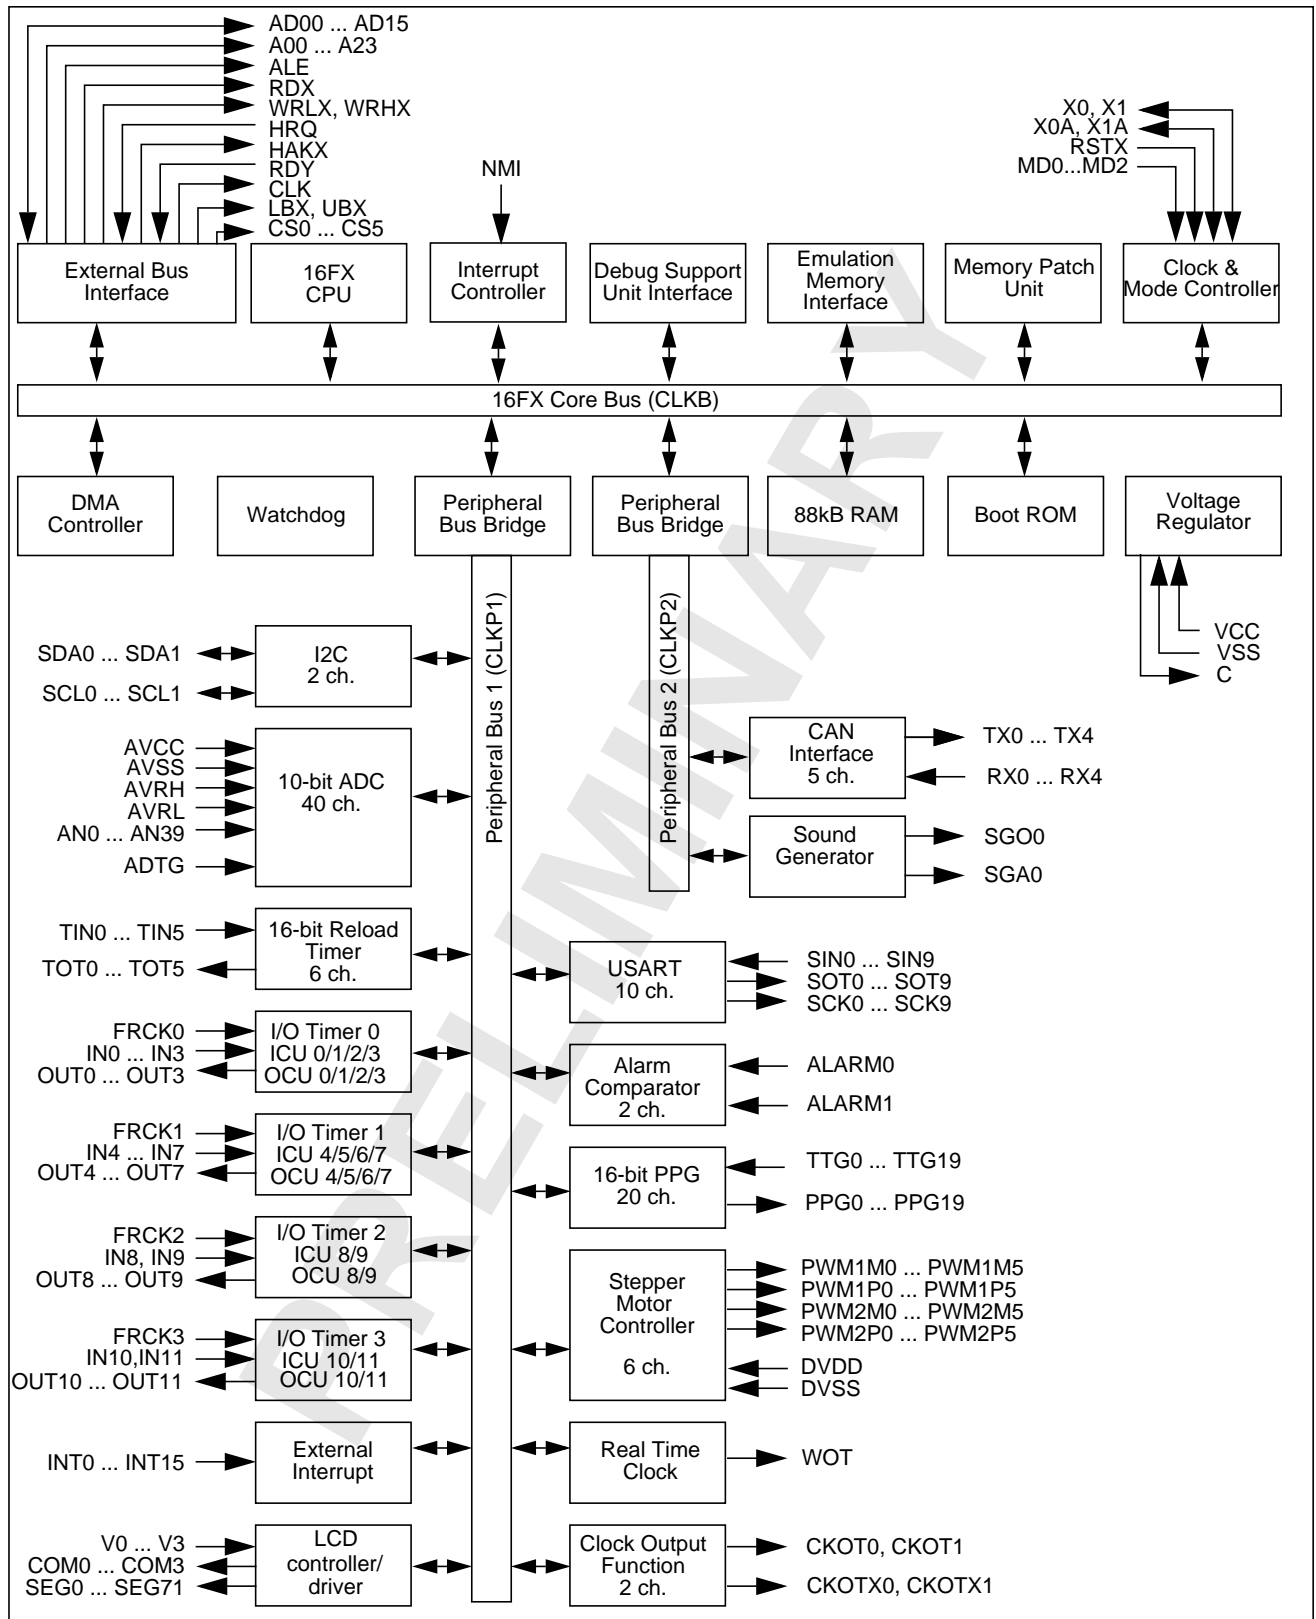 AD00 ... AD15
A00 ... A23
ALE
RDX
WRLX, WRHX
HRQ
HAKX
RDY
CLK
LBX, UBX
CS0 ... CS5
NMI
X0, X1
X0A, X1A
RSTX
MD0...MD2
External Bus
Interface
16FX
CPU
Interrupt
Controller
Debug Support
Unit Interface
Emulation
Memory
Interface
Memory Patch
Unit
Clock &
Mode Controller
16FX Core Bus (CLKB)
DMA
Controller
Watchdog
Peripheral
Bus Bridge
Peripheral
Bus Bridge
88kB RAM
Boot ROM
Voltage
Regulator
VCC
VSS
C
Peripheral Bus 1 (CLKP1)
Peripheral Bus 2 (CLKP2)
SDA0 ... SDA1
SCL0 ... SCL1
I2C
2 ch.
AVCC
AVSS
AVRH
AVRL
AN0 ... AN39
ADTG
10-bit ADC
40 ch.
CAN
Interface
5 ch.
TX0 ... TX4
RX0 ... RX4
Sound
Generator
SGO0
SGA0
TIN0 ... TIN5
TOT0 ... TOT5
16-bit Reload
Timer
6 ch.
USART
10 ch.
SIN0 ... SIN9
SOT0 ... SOT9
SCK0 ... SCK9
FRCK0
IN0 ... IN3
OUT0 ... OUT3
I/O Timer 0
ICU 0/1/2/3
OCU 0/1/2/3
Alarm
Comparator
2 ch.
ALARM0
ALARM1
FRCK1
IN4 ... IN7
OUT4 ... OUT7
I/O Timer 1
ICU 4/5/6/7
OCU 4/5/6/7
16-bit PPG
20 ch.
TTG0 ... TTG19
PPG0 ... PPG19
FRCK2
IN8, IN9
OUT8 ... OUT9
I/O Timer 2
ICU 8/9
OCU 8/9
Stepper
Motor
Controller
6 ch.
PWM1M0 ... PWM1M5
PWM1P0 ... PWM1P5
PWM2M0 ... PWM2M5
PWM2P0 ... PWM2P5
DVDD
DVSS
FRCK3
IN10,IN11
OUT10 ... OUT11
I/O Timer 3
ICU 10/11
OCU 10/11
INT0 ... INT15
External
Interrupt
Real Time
Clock
WOT
V0 ... V3
COM0 ... COM3
SEG0 ... SEG71
LCD
controller/
driver
Clock Output
Function
2 ch.
CKOT0, CKOT1
CKOTX0, CKOTX1
PRELIMINARY